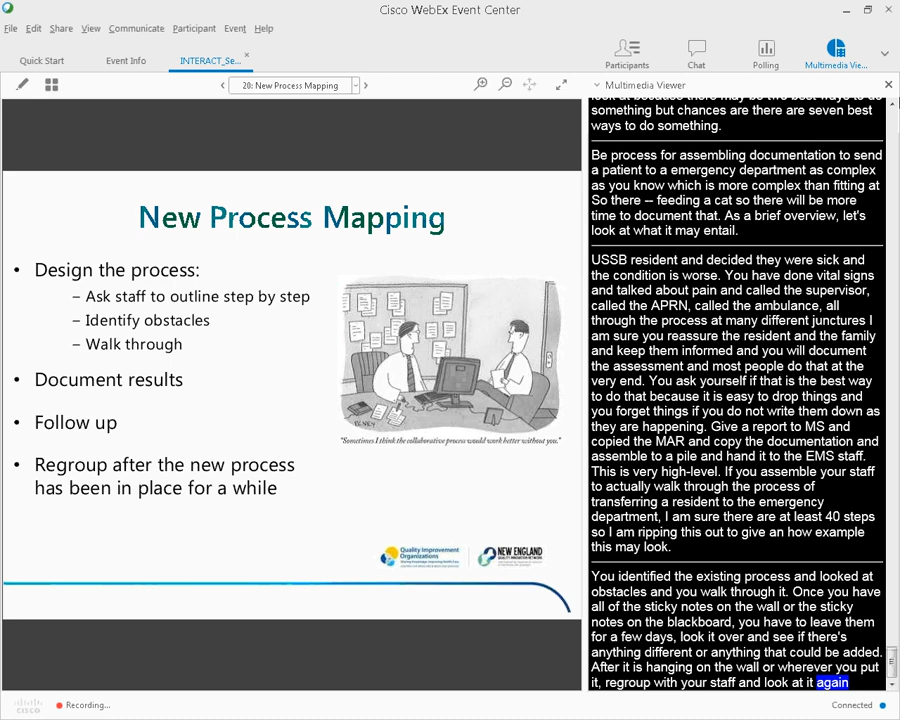 Cisco WebEx Event Center
File Edit Share View Communicate Participant Event Help
Quick Start
Event Info
INTERACT_Se...
Participants
Chat
Polling
Multimedia Vie...
20: New Process Mapping
Multimedia Viewer
New Process Mapping
• Design the process:
– Ask staff to outline step by step
– Identify obstacles
– Walk through
• Document results
• Follow up
• Regroup after the new process
has been in place for a while
"Sometimes I think the collaborative process would work better without you."
Quality Improvement
Organizations
NEW ENGLAND
look at because there may be two best ways to do
something but chances are there are seven best
ways to do something.
Be process for assembling documentation to send
a patient to a emergency department as complex
as you know which is more complex than fitting at
So there -- feeding a cat so there will be more
time to document that. As a brief overview, let's
look at what it may entail.
USSB resident and decided they were sick and
the condition is worse. You have done vital signs
and talked about pain and called the supervisor,
called the APRN, called the ambulance, all
through the process at many different junctures I
am sure you reassure the resident and the family
and keep them informed and you will document
the assessment and most people do that at the
very end. You ask yourself if that is the best way
to do that because it is easy to drop things and
you forget things if you do not write them down as
they are happening. Give a report to MS and
copied the MAR and copy the documentation and
assemble to a pile and hand it to the EMS staff.
This is very high-level. If you assemble your staff
to actually walk through the process of
transferring a resident to the emergency
department, I am sure there are at least 40 steps
so I am ripping this out to give an how example
this may look.
You identified the existing process and looked at
obstacles and you walk through it. Once you have
all of the sticky notes on the wall or the sticky
notes on the blackboard, you have to leave them
for a few days, look it over and see if there's
anything different or anything that could be added.
After it is hanging on the wall or wherever you put
it, regroup with your staff and look at it again
cisco
Recording...
Connected